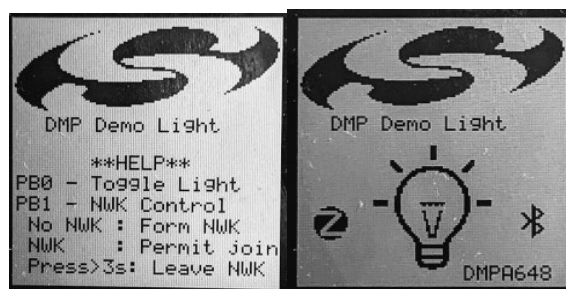 DMP Demo Light
**HELP**
PB0 - Toggle Light
PB1 - NWK Control
No NWK : Form NWK
NWK : Permit join
Press>3s: Leave NWK
DMP Demo Light
DMPA648